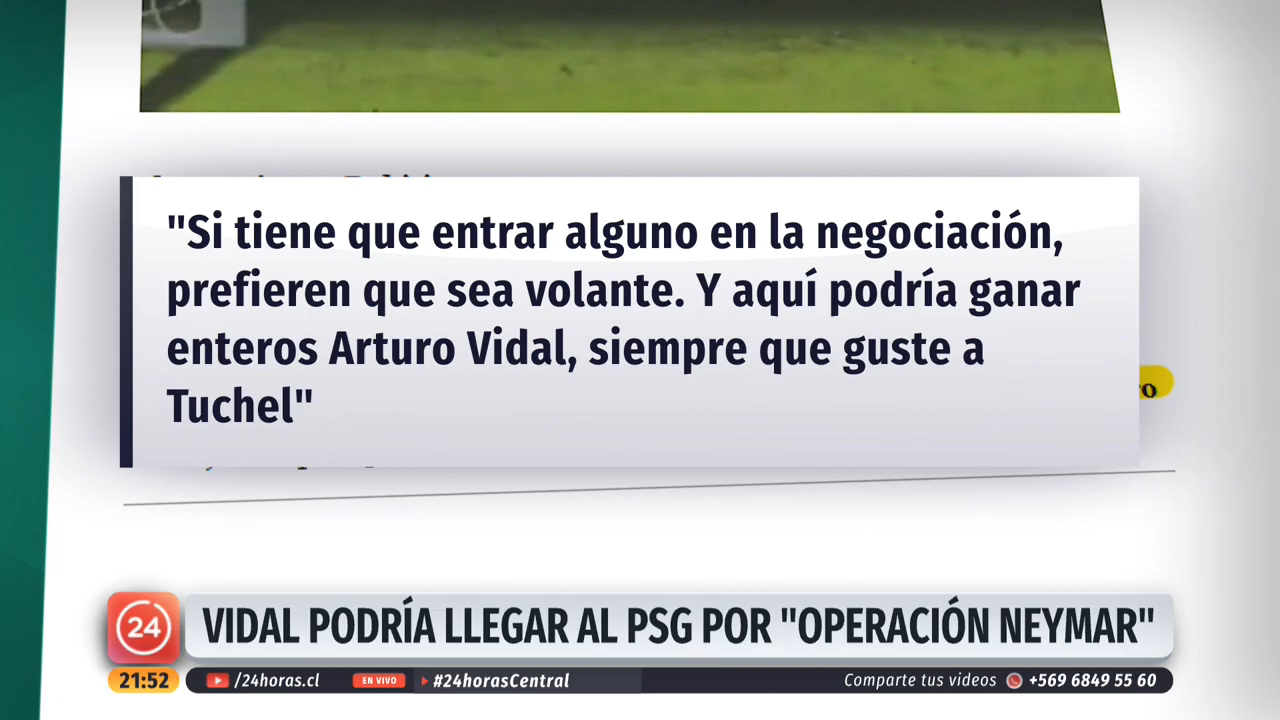 "Si tiene que entrar alguno en la negociación,
prefieren que sea volante. Y aquí podría ganar
enteros Arturo Vidal, siempre que guste a
Tuchel"
24
VIDAL PODRÍA LLEGAR AL PSG POR "OPERACIÓN NEYMAR"
21:52 /24horas.cl EN VIVO #24horasCentral Comparte tus videos +569 6849 55 60